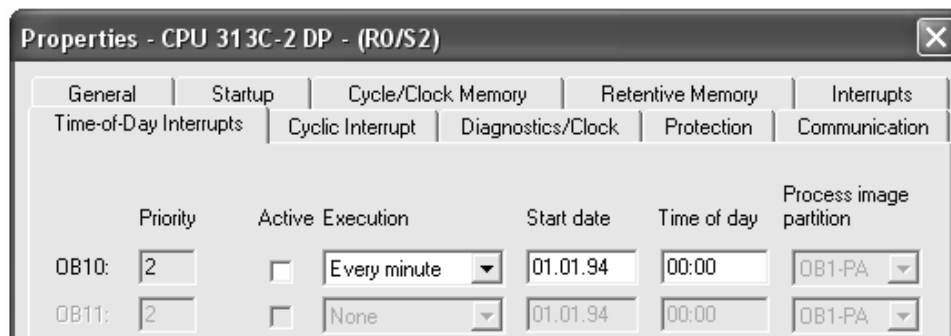 Properties - CPU 313C-2 DP - (R0/S2)
General Startup Cycle/Clock Memory Retentive Memory Interrupts
Time-of-Day Interrupts Cyclic Interrupt Diagnostics/Clock Protection Communication
Process image
Priority Active Execution Start date Time of day partition
OB10: 2 Every minute 01.01.94 00:00 OB1-PA
OB11: 2 None 01.01.94 00:00 OB1-PA